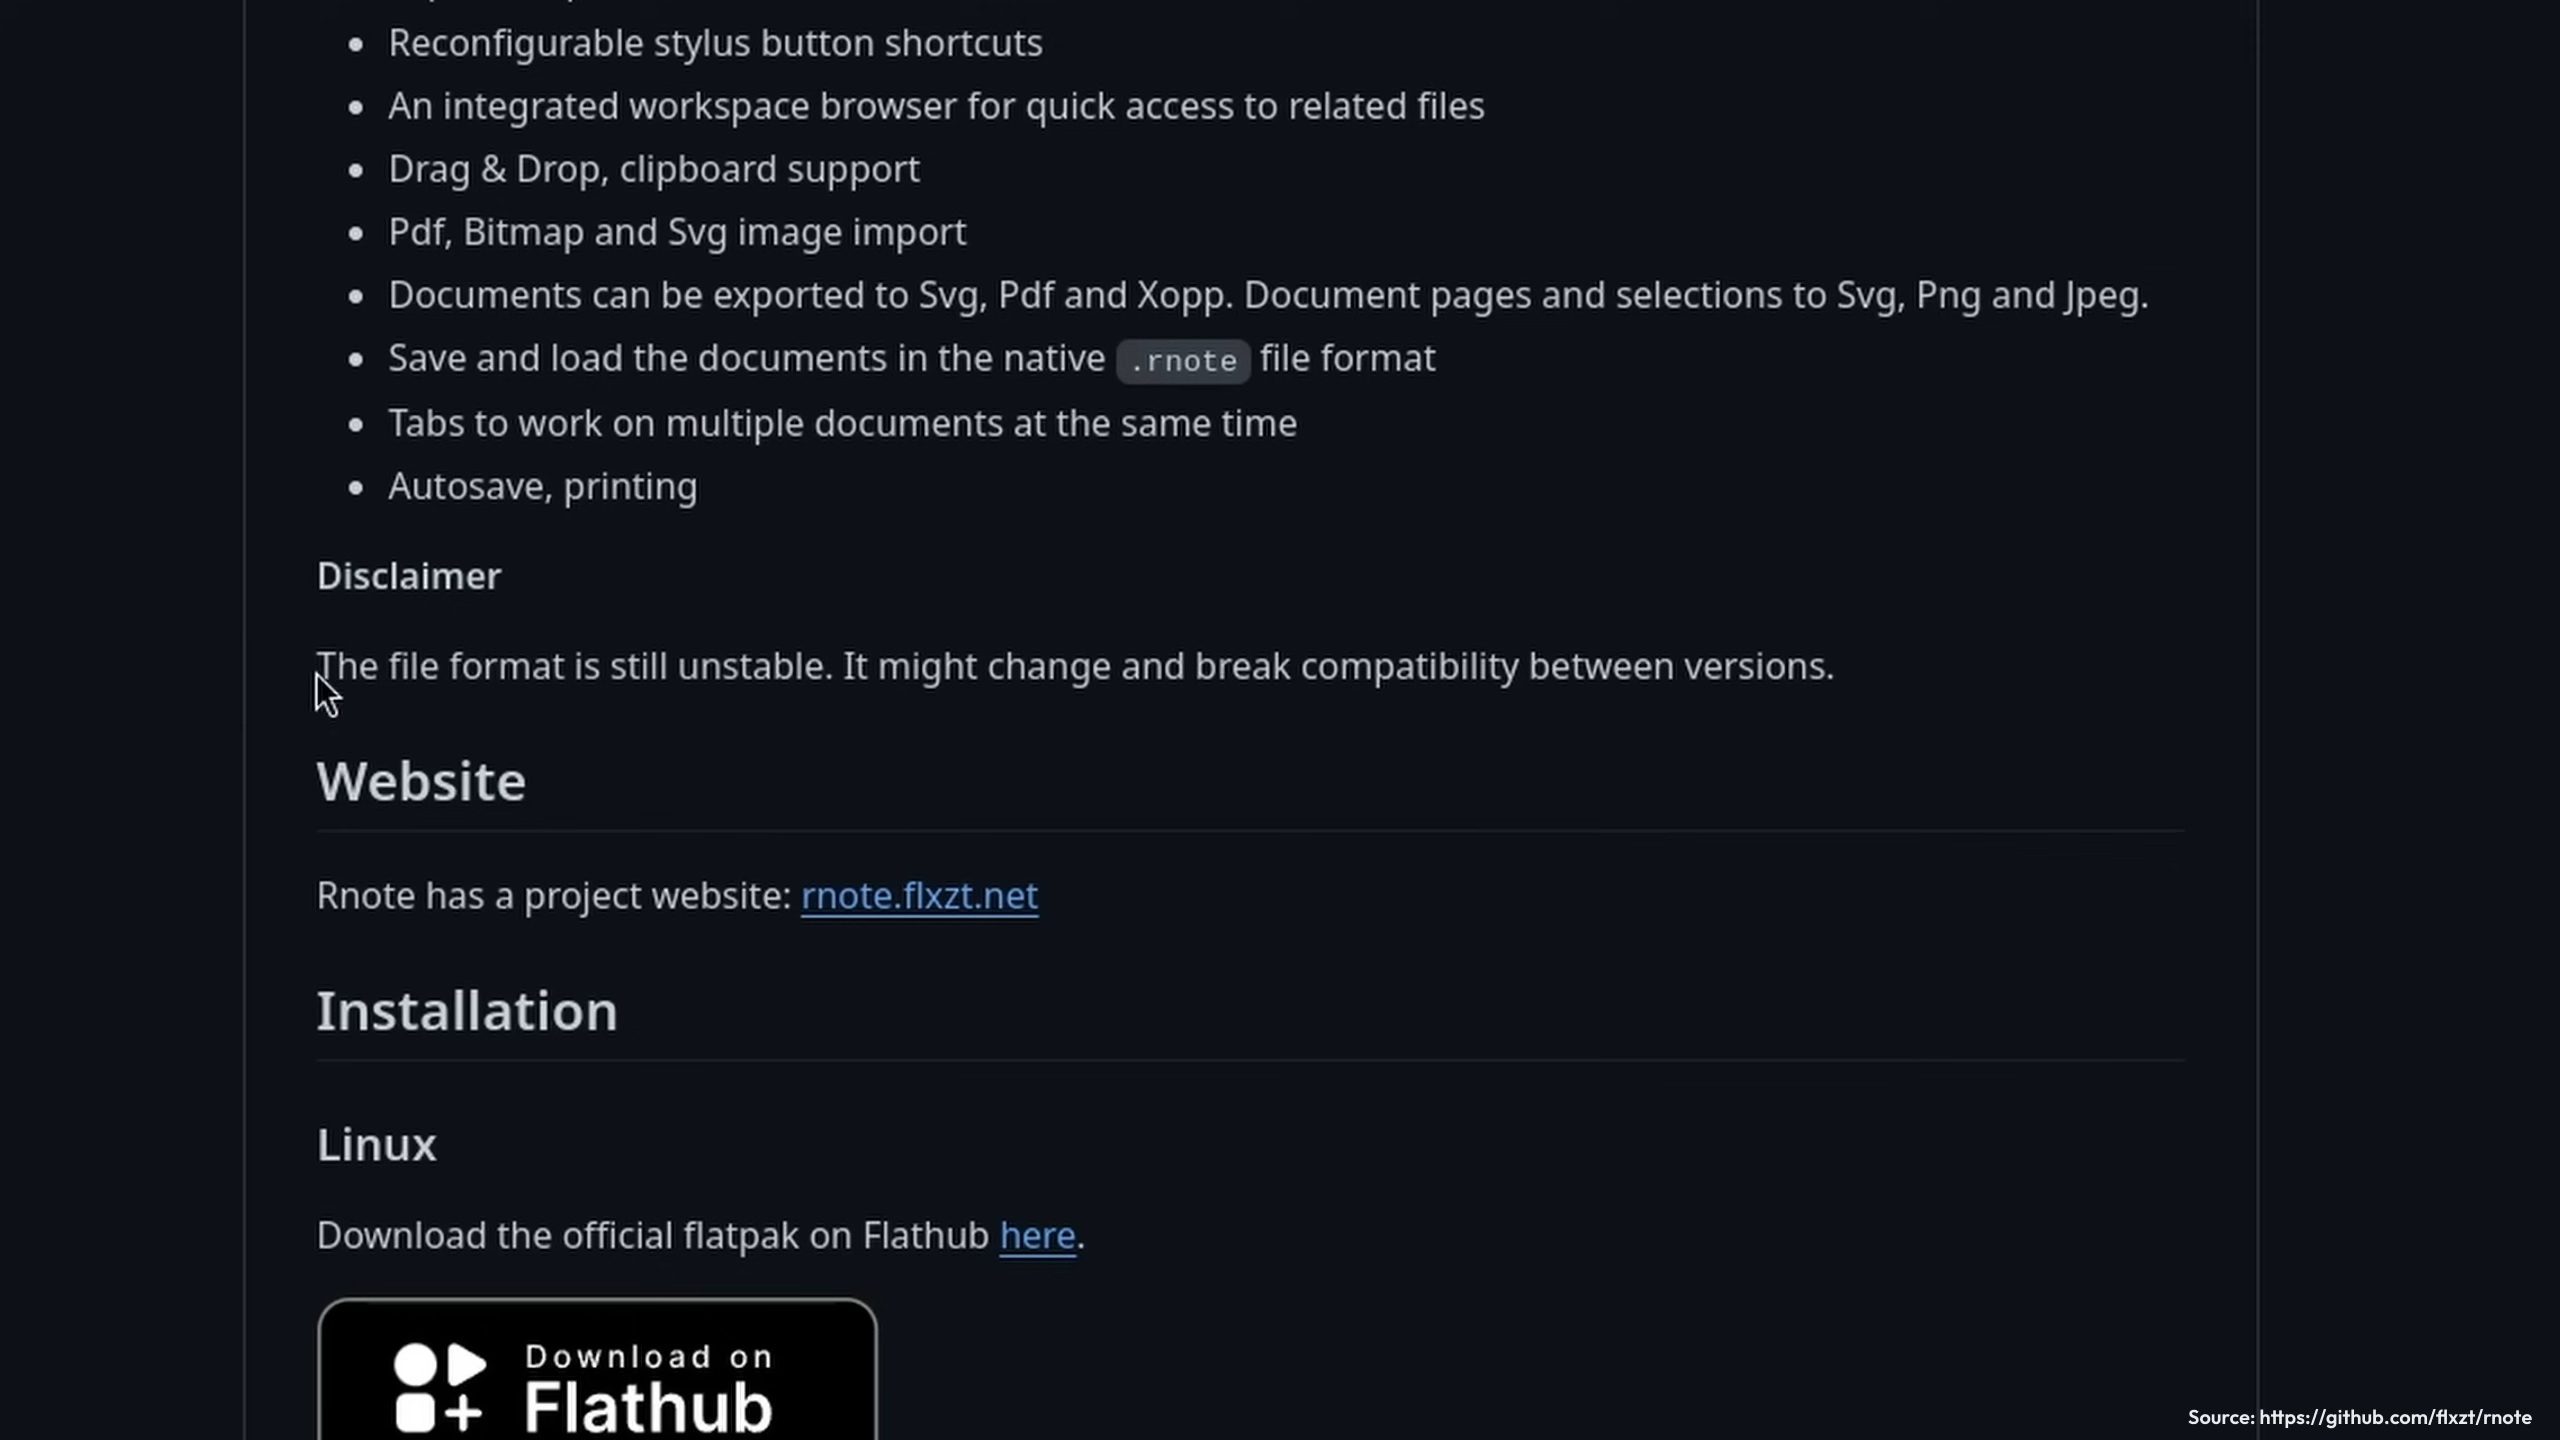 Reconfigurable stylus button shortcuts
An integrated workspace browser for quick access to related files
Drag & Drop, clipboard support
Pdf, Bitmap and Svg image import
Documents can be exported to Svg, Pdf and Xopp. Document pages and selections to Svg, Png and Jpeg.
Save and load the documents in the native .rnote file format
Tabs to work on multiple documents at the same time
Autosave, printing
Disclaimer
The file format is still unstable. It might change and break compatibility between versions.
Website
Rnote has a project website: rnote.flxzt.net
Installation
Linux
Download the official flatpak on Flathub here.
Download on
Flathub
Source: https://github.com/flxzt/rnote